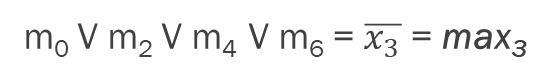 m₀ V m₂ V m₄ V m₆ = x̅₃ = max₃